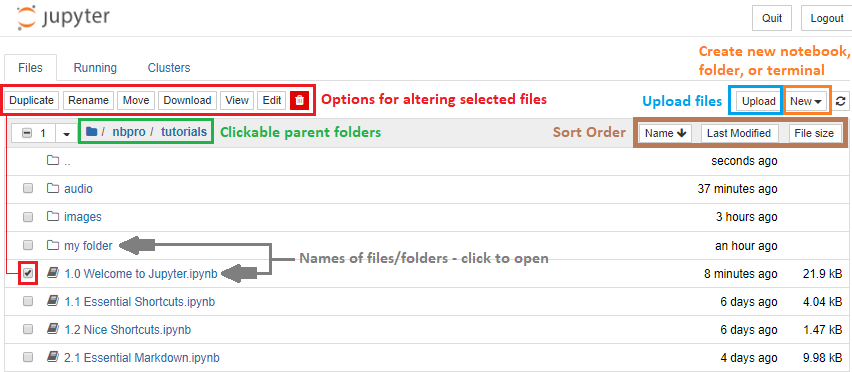 jupyter
Quit Logout
Files Running Clusters
Create new notebook,
folder, or terminal
Duplicate Rename Move Download View Edit Options for altering selected files Upload files Upload New
1 / nbpro / tutorials Clickable parent folders Sort Order Name Last Modified File size
.. seconds ago
audio 37 minutes ago
images 3 hours ago
my folder an hour ago
Names of files/folders - click to open
1.0 Welcome to Jupyter.ipynb 8 minutes ago 21.9 kB
1.1 Essential Shortcuts.ipynb 6 days ago 4.04 kB
1.2 Nice Shortcuts.ipynb 6 days ago 1.47 kB
2.1 Essential Markdown.ipynb 4 days ago 9.98 kB